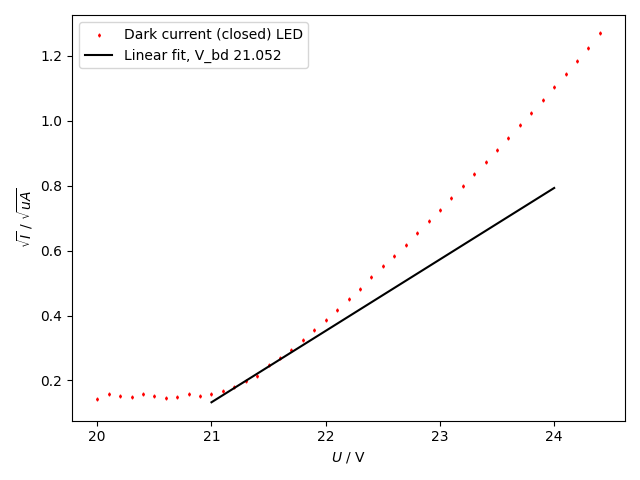 Dark current (closed) LED
Linear fit, V_bd 21.052
1.2
1.0
0.8
0.6
0.4
0.2
√I / √uA
20 21 22 23 24
U / V